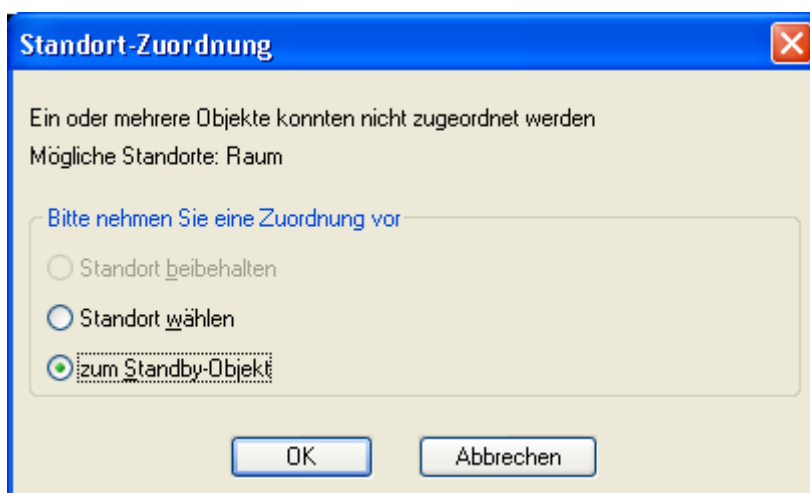 Standort-Zuordnung
Ein oder mehrere Objekte konnten nicht zugeordnet werden
Mögliche Standorte: Raum
Bitte nehmen Sie eine Zuordnung vor
Standort beibehalten
Standort wählen
zum Standby-Objekt
OK
Abbrechen